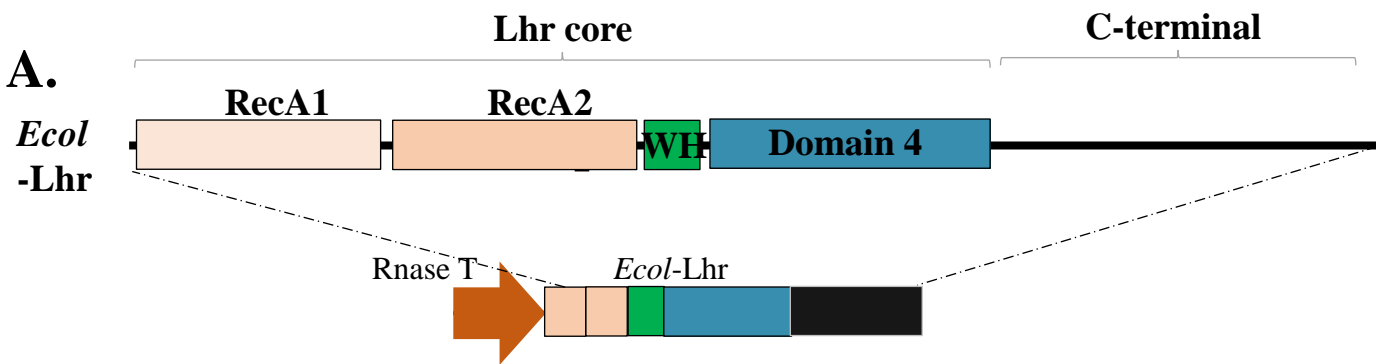 Lhr core
C-terminal
A.
RecA1
RecA2
Ecol
-Lhr
WH
Domain 4
Rnase T
Ecol-Lhr